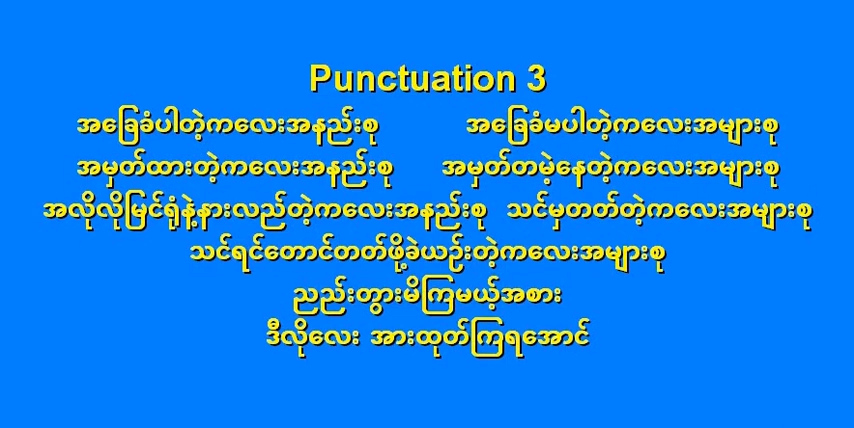 Punctuation 3
အခြေခံပါတဲ့ကလေးအနည်းစု အခြေခံမပါတဲ့ကလေးအများစု
အမှတ်ထားတဲ့ကလေးအနည်းစု အမှတ်တမဲ့နေတဲ့ကလေးအများစု
အလိုလိုမြင်ရုံနဲ့နားလည်တဲ့ကလေးအနည်းစု သင်မှတတ်တဲ့ကလေးအများစု
သင်ရင်တောင်တတ်ဖို့ခဲယဉ်းတဲ့ကလေးအများစု
ညည်းတွားမိကြမယ့်အစား
ဒီလိုလေး အားထုတ်ကြရအောင်